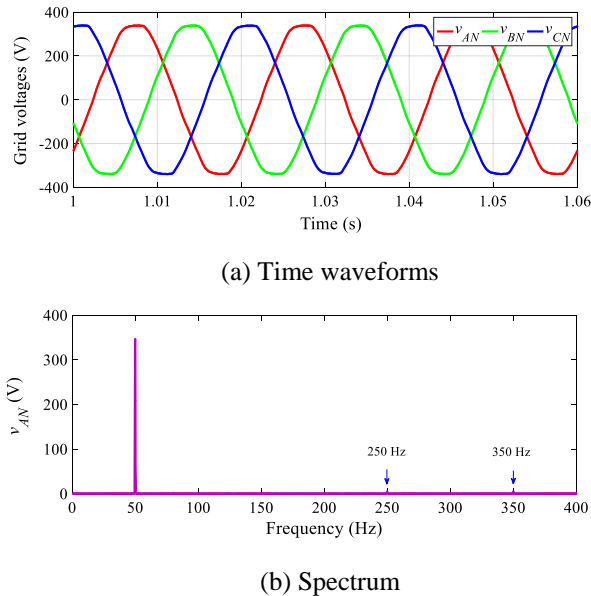 400
200
0
-200
-400
Grid voltages (V)
v_AN v_BN v_CN
1 1.01 1.02 1.03 1.04 1.05 1.06
Time (s)
(a) Time waveforms
400
300
200
100
0
v_AN (V)
250 Hz 350 Hz
0 50 100 150 200 250 300 350 400
Frequency (Hz)
(b) Spectrum